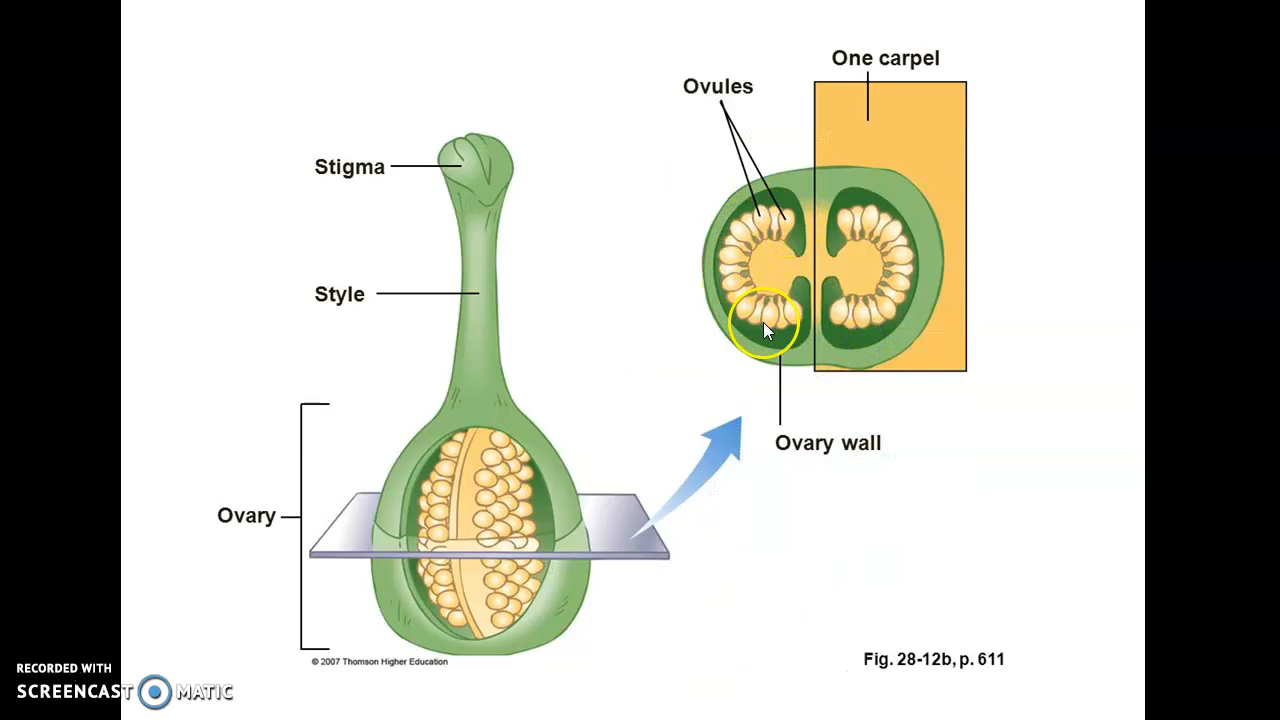 One carpel
Ovules
Stigma
Style
Ovary wall
Ovary
© 2007 Thomson Higher Education
Fig. 28-12b, p. 611
RECORDED WITH
SCREENCAST MATIC